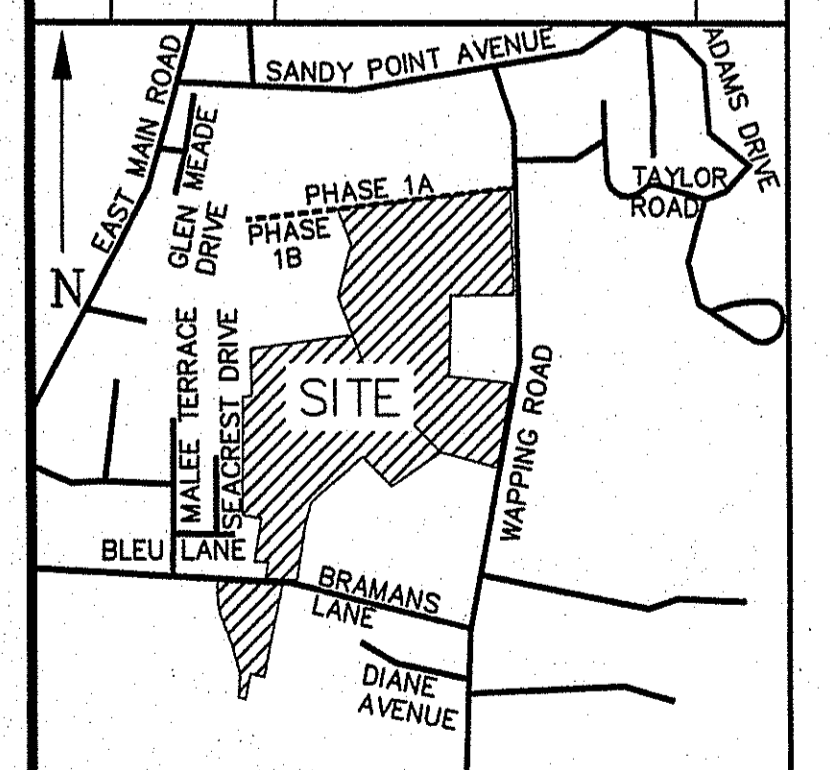 SANDY POINT AVENUE
ADAMS DRIVE
EAST MAIN ROAD
GLEN MEADE
DRIVE
PHASE 1A
PHASE
1B
TAYLOR
ROAD
N
MALEE TERRACE
SEACREST DRIVE
SITE
WAPPING ROAD
BLEU LANE
BRAMANS
LANE
DIANE
AVENUE